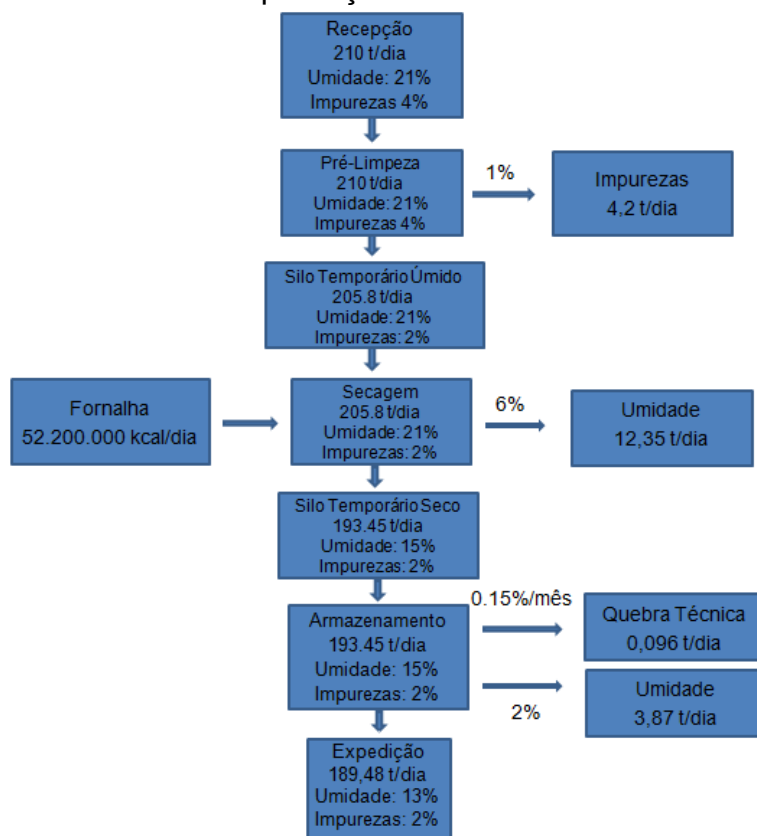 Recepção
210 t/dia
Umidade: 21%
Impurezas 4%
Pré-Limpeza
210 t/dia
Umidade: 21%
Impurezas 4%
1%
Impurezas
4,2 t/dia
Silo Temporário Úmido
205.8 t/dia
Umidade: 21%
Impurezas: 2%
Fornalha
52.200.000 kcal/dia
Secagem
205.8 t/dia
Umidade: 21%
Impurezas: 2%
6%
Umidade
12,35 t/dia
Silo Temporário Seco
193.45 t/dia
Umidade: 15%
Impurezas: 2%
Armazenamento
193.45 t/dia
Umidade: 15%
Impurezas: 2%
0.15%/mês
Quebra Técnica
0,096 t/dia
2%
Umidade
3,87 t/dia
Expedição
189,48 t/dia
Umidade: 13%
Impurezas: 2%